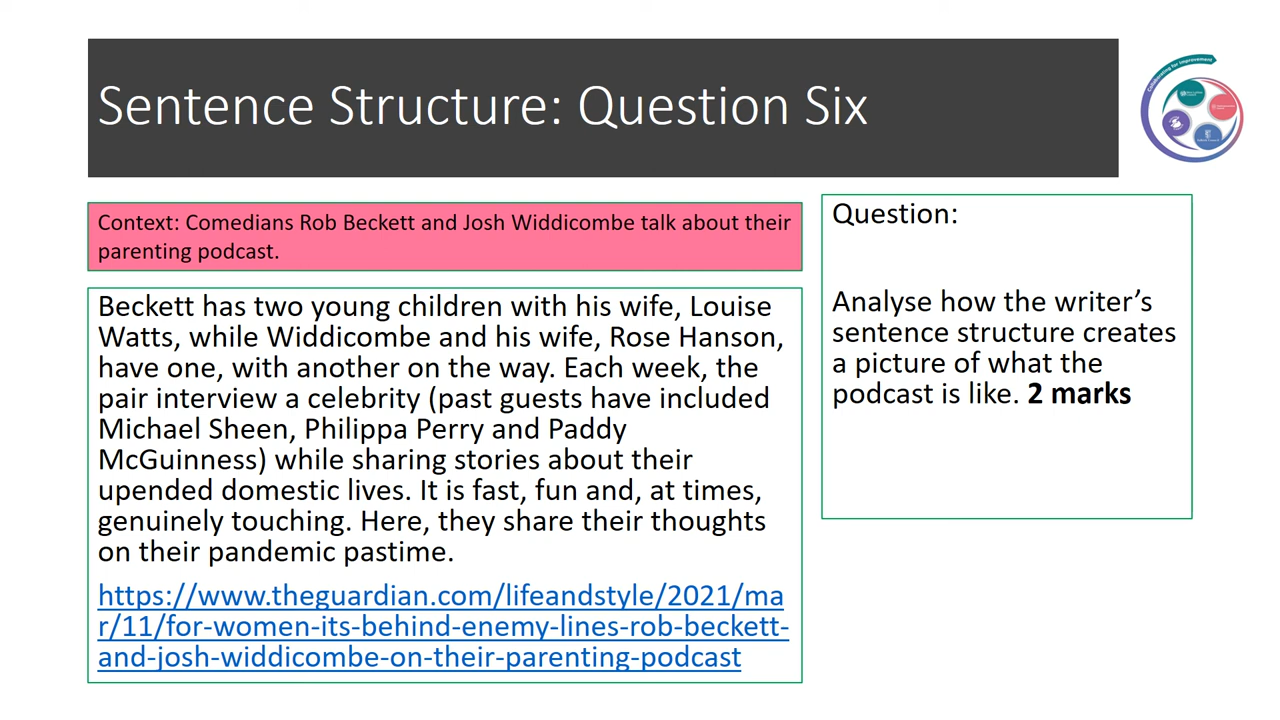 Sentence Structure: Question Six
Collaborating for Improvement
Context: Comedians Rob Beckett and Josh Widdicombe talk about their
parenting podcast.
Beckett has two young children with his wife, Louise
Watts, while Widdicombe and his wife, Rose Hanson,
have one, with another on the way. Each week, the
pair interview a celebrity (past guests have included
Michael Sheen, Philippa Perry and Paddy
McGuinness) while sharing stories about their
upended domestic lives. It is fast, fun and, at times,
genuinely touching. Here, they share their thoughts
on their pandemic pastime.
https://www.theguardian.com/lifeandstyle/2021/ma
r/11/for-women-its-behind-enemy-lines-rob-beckett-
and-josh-widdicombe-on-their-parenting-podcast
Question:
Analyse how the writer’s
sentence structure creates
a picture of what the
podcast is like. 2 marks